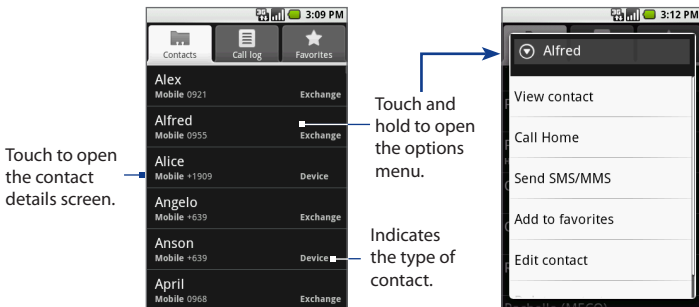 Touch to open
the contact
details screen.
3G 3:09 PM
Contacts Call log Favorites
Alex
Mobile 0921 Exchange
Alfred
Mobile 0955 Exchange
Alice
Mobile +1909 Device
Angelo
Mobile +639 Exchange
Anson
Mobile +639 Device
April
Mobile 0968 Exchange
Touch and
hold to open
the options
menu.
Indicates
the type of
contact.
3G 3:12 PM
Alfred
View contact
Call Home
Send SMS/MMS
Add to favorites
Edit contact